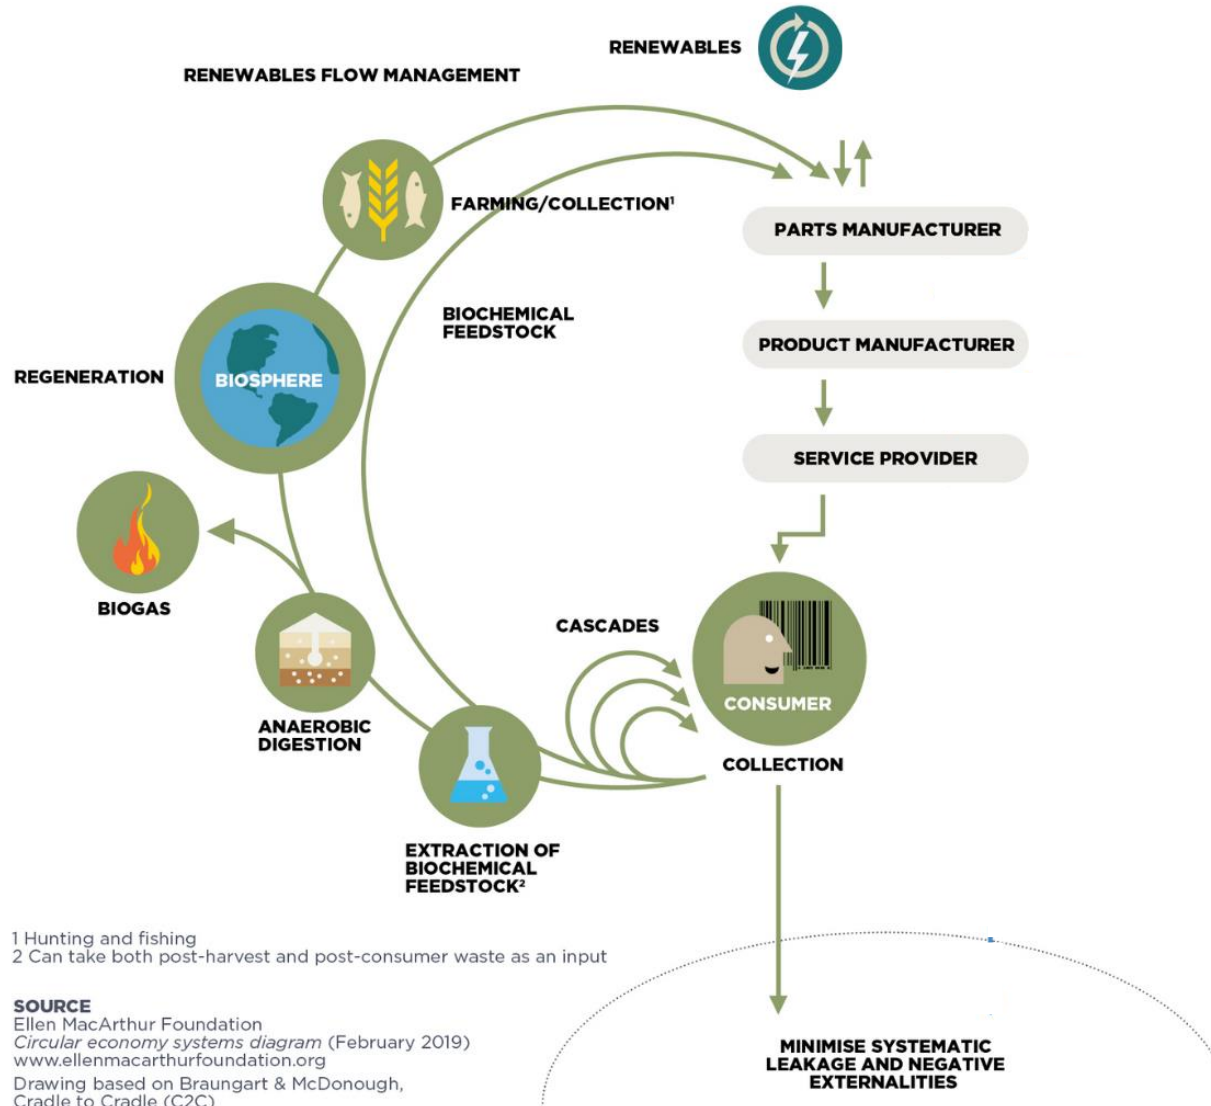 RENEWABLES
RENEWABLES FLOW MANAGEMENT
FARMING/COLLECTION¹
PARTS MANUFACTURER
BIOCHEMICAL
FEEDSTOCK
PRODUCT MANUFACTURER
REGENERATION
BIOSPHERE
SERVICE PROVIDER
BIOGAS
CASCADES
CONSUMER
ANAEROBIC
DIGESTION
COLLECTION
EXTRACTION OF
BIOCHEMICAL
FEEDSTOCK²
1 Hunting and fishing
2 Can take both post-harvest and post-consumer waste as an input
SOURCE
Ellen MacArthur Foundation
Circular economy systems diagram (February 2019)
www.ellenmacarthurfoundation.org
Drawing based on Braungart & McDonough,
Cradle to Cradle (C2C)
MINIMISE SYSTEMATIC
LEAKAGE AND NEGATIVE
EXTERNALITIES